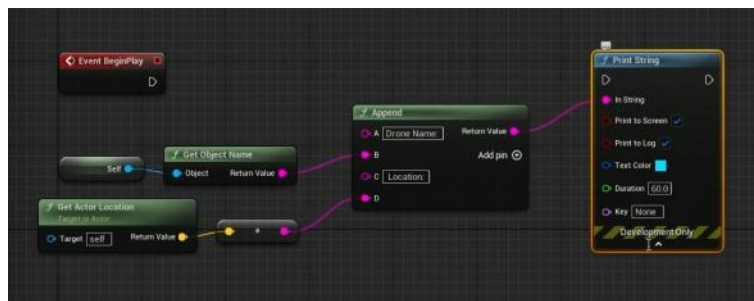 Event BeginPlay
Self
Get Object Name
Object Return Value
Get Actor Location
Target is Actor
Target self Return Value
Append
A Drone Name: Return Value
B Add pin
C Location:
D
Print String
In String
Print to Screen
Print to Log
Text Color
Duration 60.0
Key None
Development Only